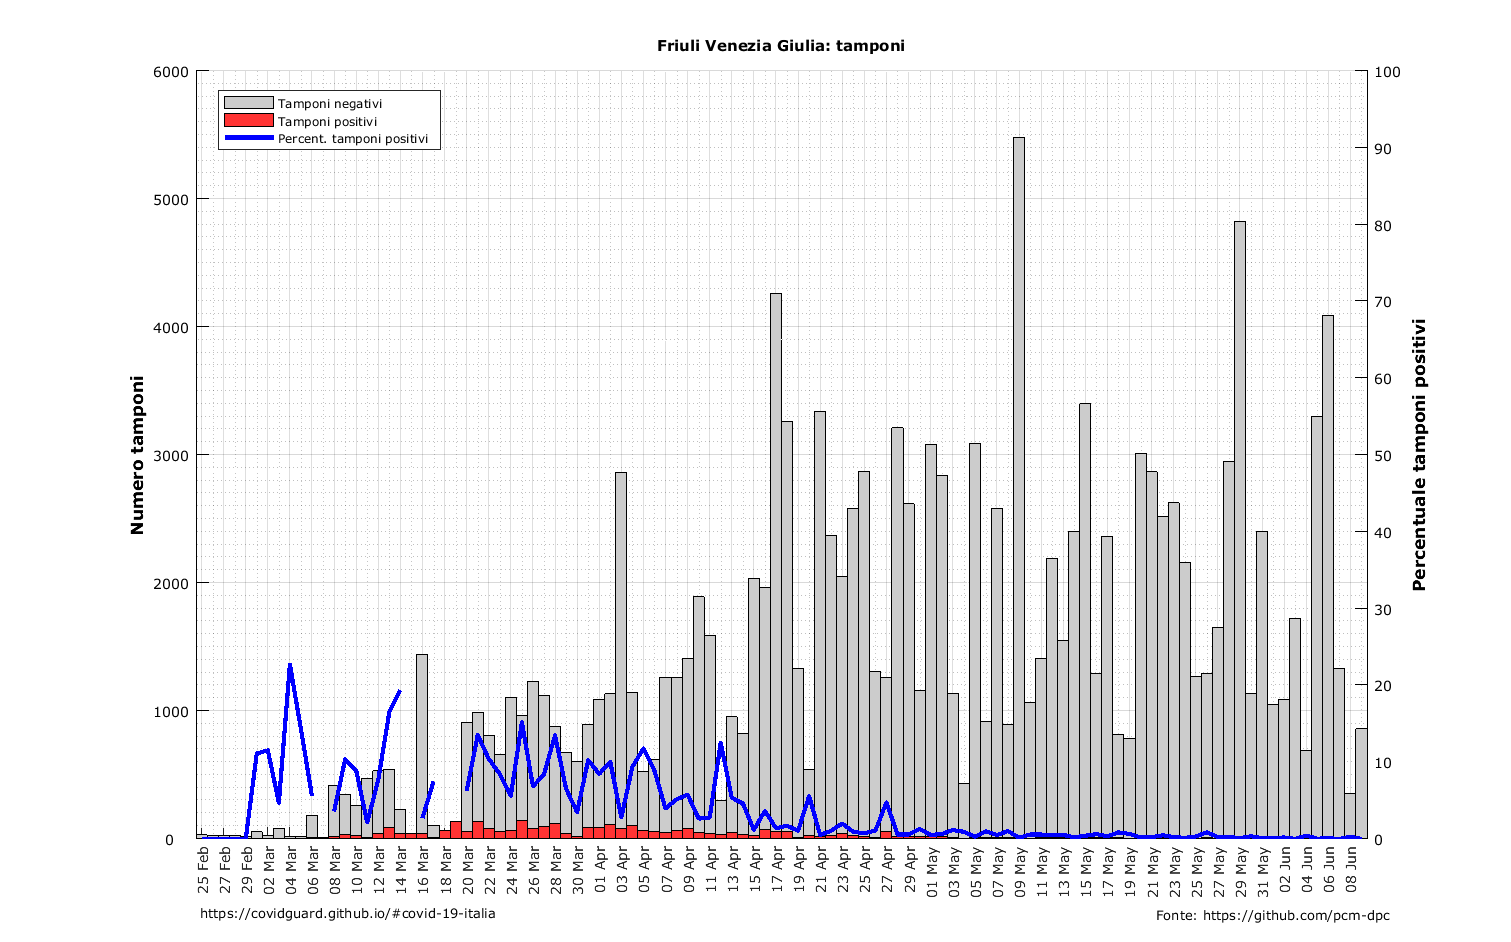 Friuli Venezia Giulia: tamponi
Tamponi negativi
Tamponi positivi
Percent. tamponi positivi
Numero tamponi
6000
5000
4000
3000
2000
1000
0
100
90
80
70
60
50
40
30
20
10
0
Percentuale tamponi positivi
25 Feb
27 Feb
29 Feb
02 Mar
04 Mar
06 Mar
08 Mar
10 Mar
12 Mar
14 Mar
16 Mar
18 Mar
20 Mar
22 Mar
24 Mar
26 Mar
28 Mar
30 Mar
01 Apr
03 Apr
05 Apr
07 Apr
09 Apr
11 Apr
13 Apr
15 Apr
17 Apr
19 Apr
21 Apr
23 Apr
25 Apr
27 Apr
29 Apr
01 May
03 May
05 May
07 May
09 May
11 May
13 May
15 May
17 May
19 May
21 May
23 May
25 May
27 May
29 May
31 May
02 Jun
04 Jun
06 Jun
08 Jun
https://covidguard.github.io/#covid-19-italia
Fonte: https://github.com/pcm-dpc